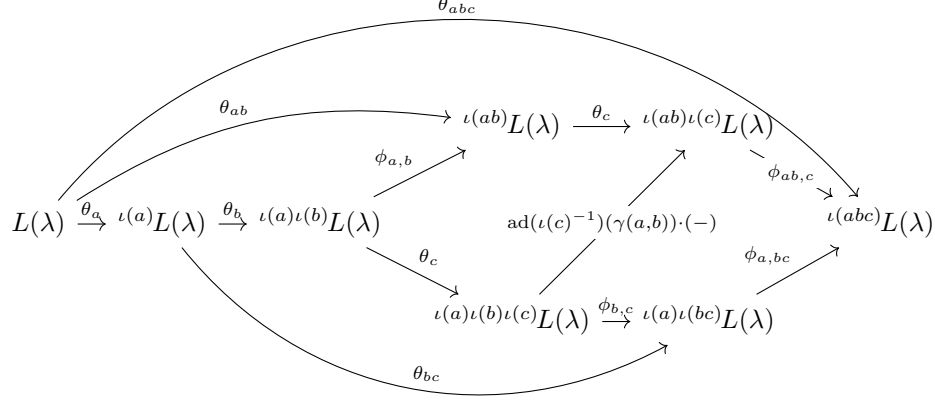 θ_{abc}
θ_{ab}
^{ι(ab)}L(λ) θ_c ^{ι(ab)ι(c)}L(λ)
ϕ_{a,b} ϕ_{ab,c}
L(λ) θ_a ^{ι(a)}L(λ) θ_b ^{ι(a)ι(b)}L(λ) ad(ι(c)^{-1})(γ(a,b))·(−) ^{ι(abc)}L(λ)
θ_c ϕ_{a,bc}
^{ι(a)ι(b)ι(c)}L(λ) ϕ_{b,c} ^{ι(a)ι(bc)}L(λ)
θ_{bc}